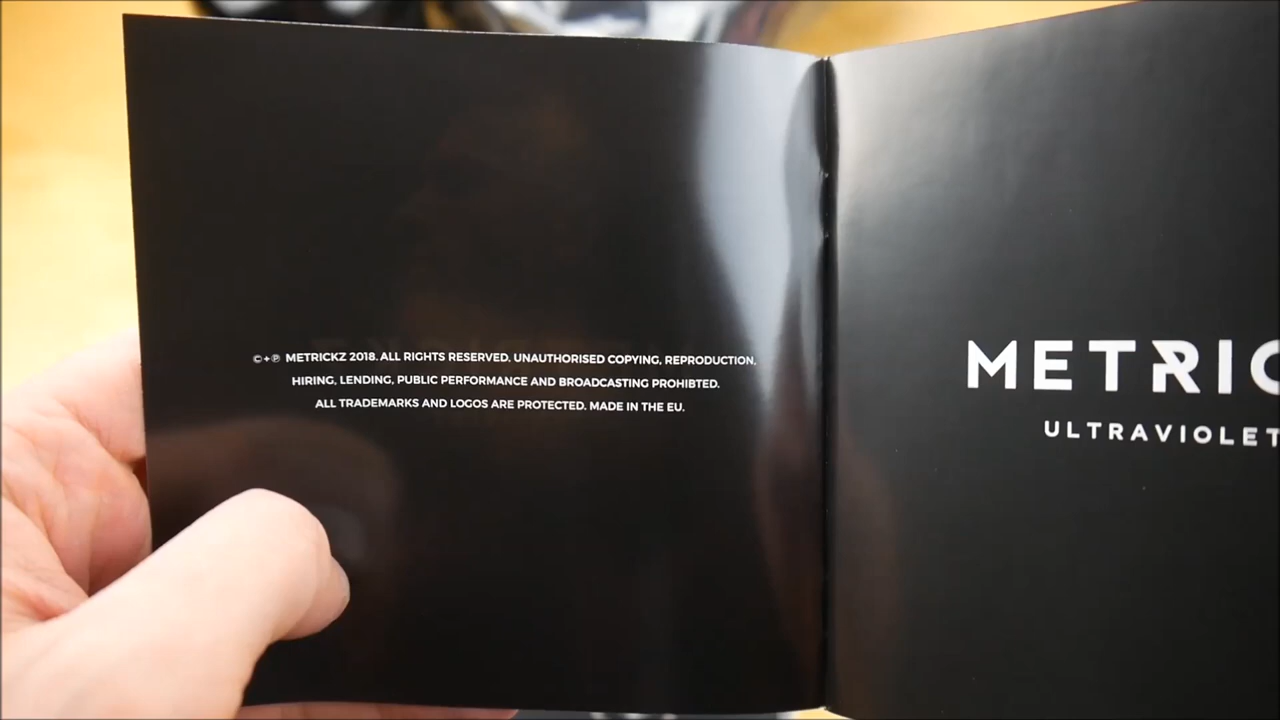 ©+℗ METRICKZ 2018. ALL RIGHTS RESERVED. UNAUTHORISED COPYING, REPRODUCTION,
HIRING, LENDING, PUBLIC PERFORMANCE AND BROADCASTING PROHIBTED.
ALL TRADEMARKS AND LOGOS ARE PROTECTED. MADE IN THE EU.
METRIC
ULTRAVIOLET